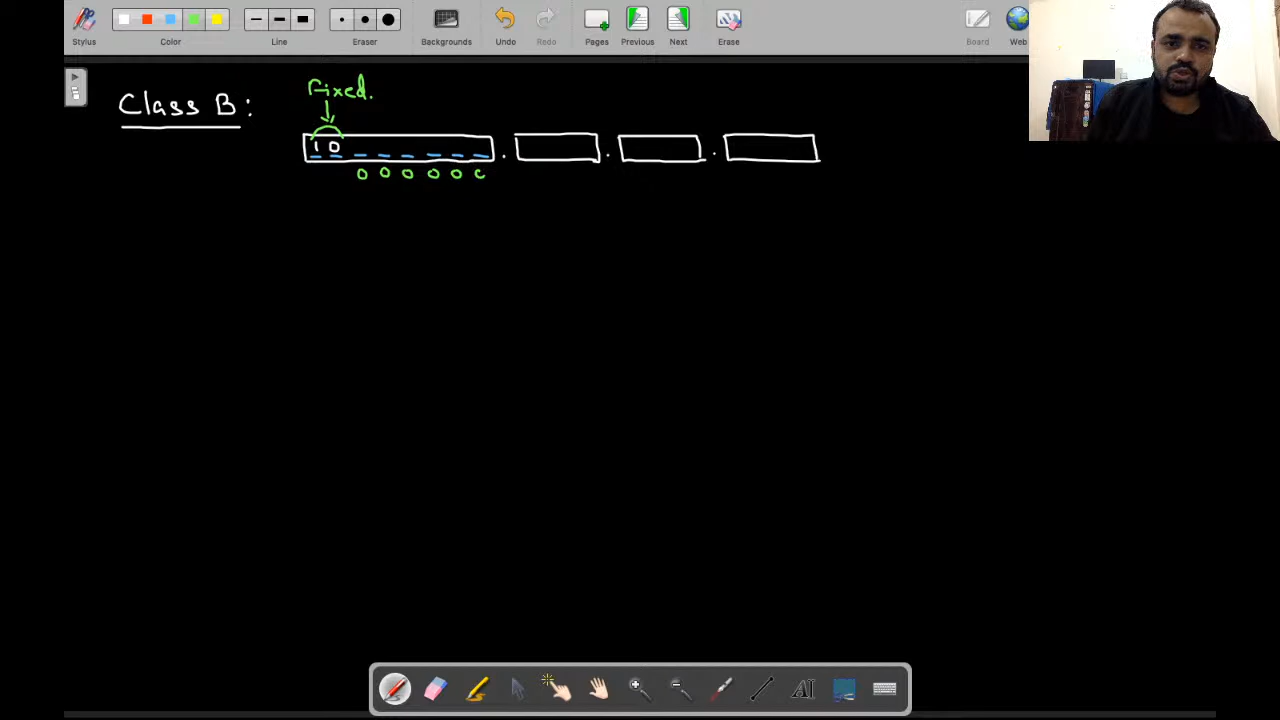 Stylus
Color
Line
Eraser
Backgrounds
Undo
Redo
Pages
Previous
Next
Erase
Board
Web
Fixed.
Class B:
1 0 _ _ _ _ _ _ . . .
0 0 0 0 0 0
AI